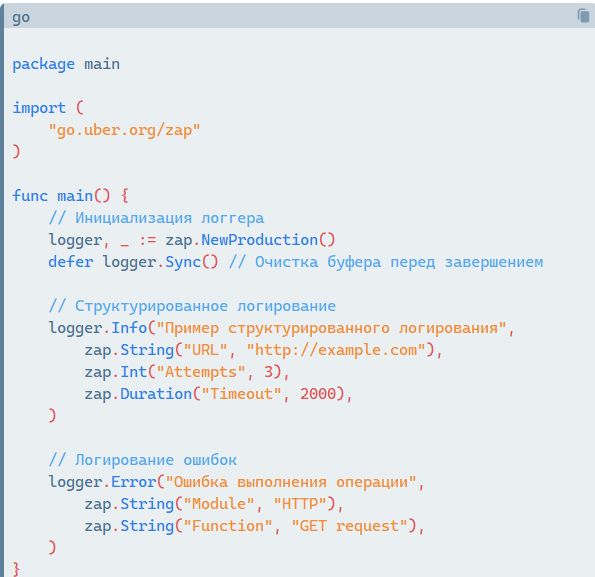 go
package main
import (
    "go.uber.org/zap"
)
func main() {
    // Инициализация логгера
    logger, _ := zap.NewProduction()
    defer logger.Sync() // Очистка буфера перед завершением
    // Структурированное логирование
    logger.Info("Пример структурированного логирования",
        zap.String("URL", "http://example.com"),
        zap.Int("Attempts", 3),
        zap.Duration("Timeout", 2000),
    )
    // Логирование ошибок
    logger.Error("Ошибка выполнения операции",
        zap.String("Module", "HTTP"),
        zap.String("Function", "GET request"),
    )
}